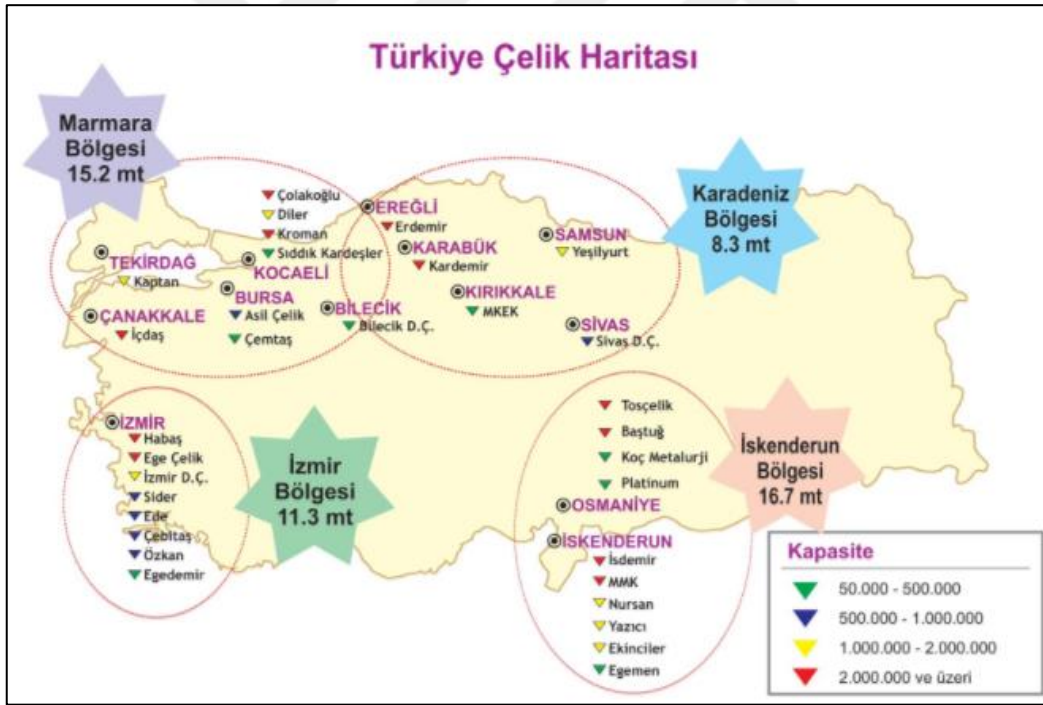 Türkiye Çelik Haritası
Marmara
Bölgesi
15.2 mt
Karadeniz
Bölgesi
8.3 mt
Çolakoğlu
Diler
Kroman
Sıddık Kardeşler
KOCAELİ
TEKİRDAĞ
Kaptan
BURSA
Asil Çelik
Çemtaş
ÇANAKKALE
İçdaş
BİLECİK
Bilecik D.Ç.
EREĞLİ
Erdemir
KARABÜK
Kardemir
SAMSUN
Yeşilyurt
KIRIKKALE
MKEK
SİVAS
Sivas D.Ç.
İZMİR
Habaş
Ege Çelik
İzmir D.Ç.
Sider
Ede
Çebitaş
Özkan
Egedemir
İzmir
Bölgesi
11.3 mt
Tosçelik
Baştuğ
Koç Metalurji
Platinum
OSMANİYE
İSKENDERUN
İsdemir
MMK
Nursan
Yazıcı
Ekinciler
Egemen
İskenderun
Bölgesi
16.7 mt
Kapasite
50.000 - 500.000
500.000 - 1.000.000
1.000.000 - 2.000.000
2.000.000 ve üzeri